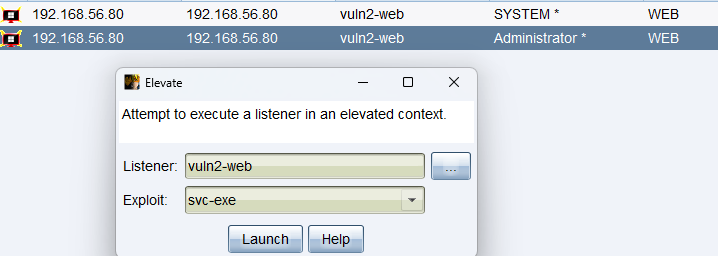 192.168.56.80 192.168.56.80 vuln2-web SYSTEM * WEB
192.168.56.80 192.168.56.80 vuln2-web Administrator * WEB
Elevate
Attempt to execute a listener in an elevated context.
Listener: vuln2-web ...
Exploit: svc-exe
Launch Help